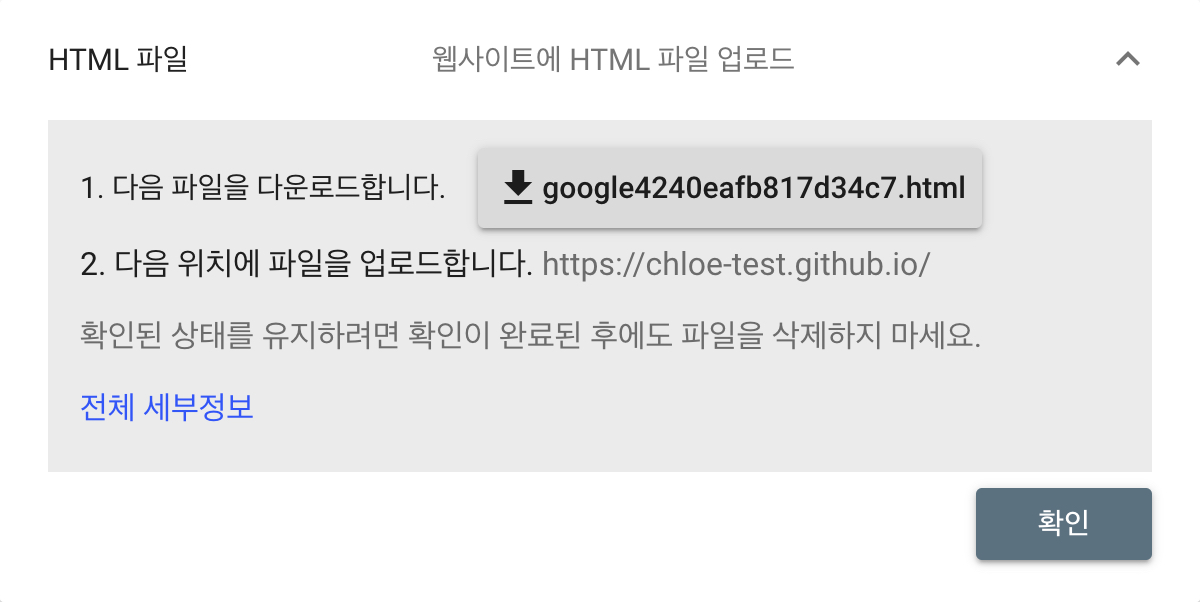 HTML 파일 웹사이트에 HTML 파일 업로드
1. 다음 파일을 다운로드합니다. google4240eafb817d34c7.html
2. 다음 위치에 파일을 업로드합니다. https://chloe-test.github.io/
확인된 상태를 유지하려면 확인이 완료된 후에도 파일을 삭제하지 마세요.
전체 세부정보
확인